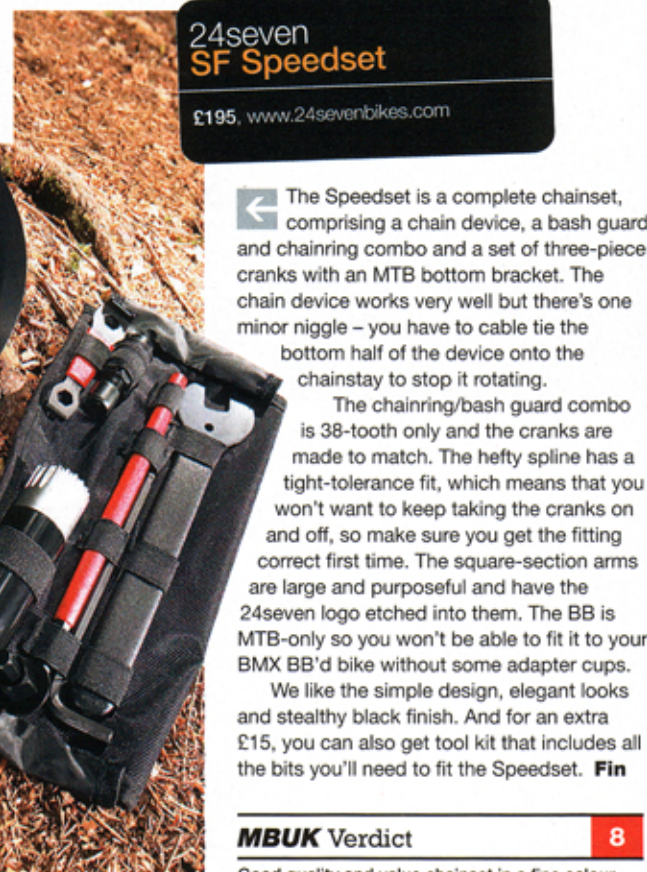 24seven
SF Speedset
£195, www.24sevenbikes.com
The Speedset is a complete chainset,
comprising a chain device, a bash guard
and chainring combo and a set of three-piece
cranks with an MTB bottom bracket. The
chain device works very well but there's one
minor niggle – you have to cable tie the
bottom half of the device onto the
chainstay to stop it rotating.
The chainring/bash guard combo
is 38-tooth only and the cranks are
made to match. The hefty spline has a
tight-tolerance fit, which means that you
won't want to keep taking the cranks on
and off, so make sure you get the fitting
correct first time. The square-section arms
are large and purposeful and have the
24seven logo etched into them. The BB is
MTB-only so you won't be able to fit it to your
BMX BB'd bike without some adapter cups.
We like the simple design, elegant looks
and stealthy black finish. And for an extra
£15, you can also get tool kit that includes all
the bits you'll need to fit the Speedset. Fin
MBUK Verdict 8
Good quality and value chainset in a fine colour